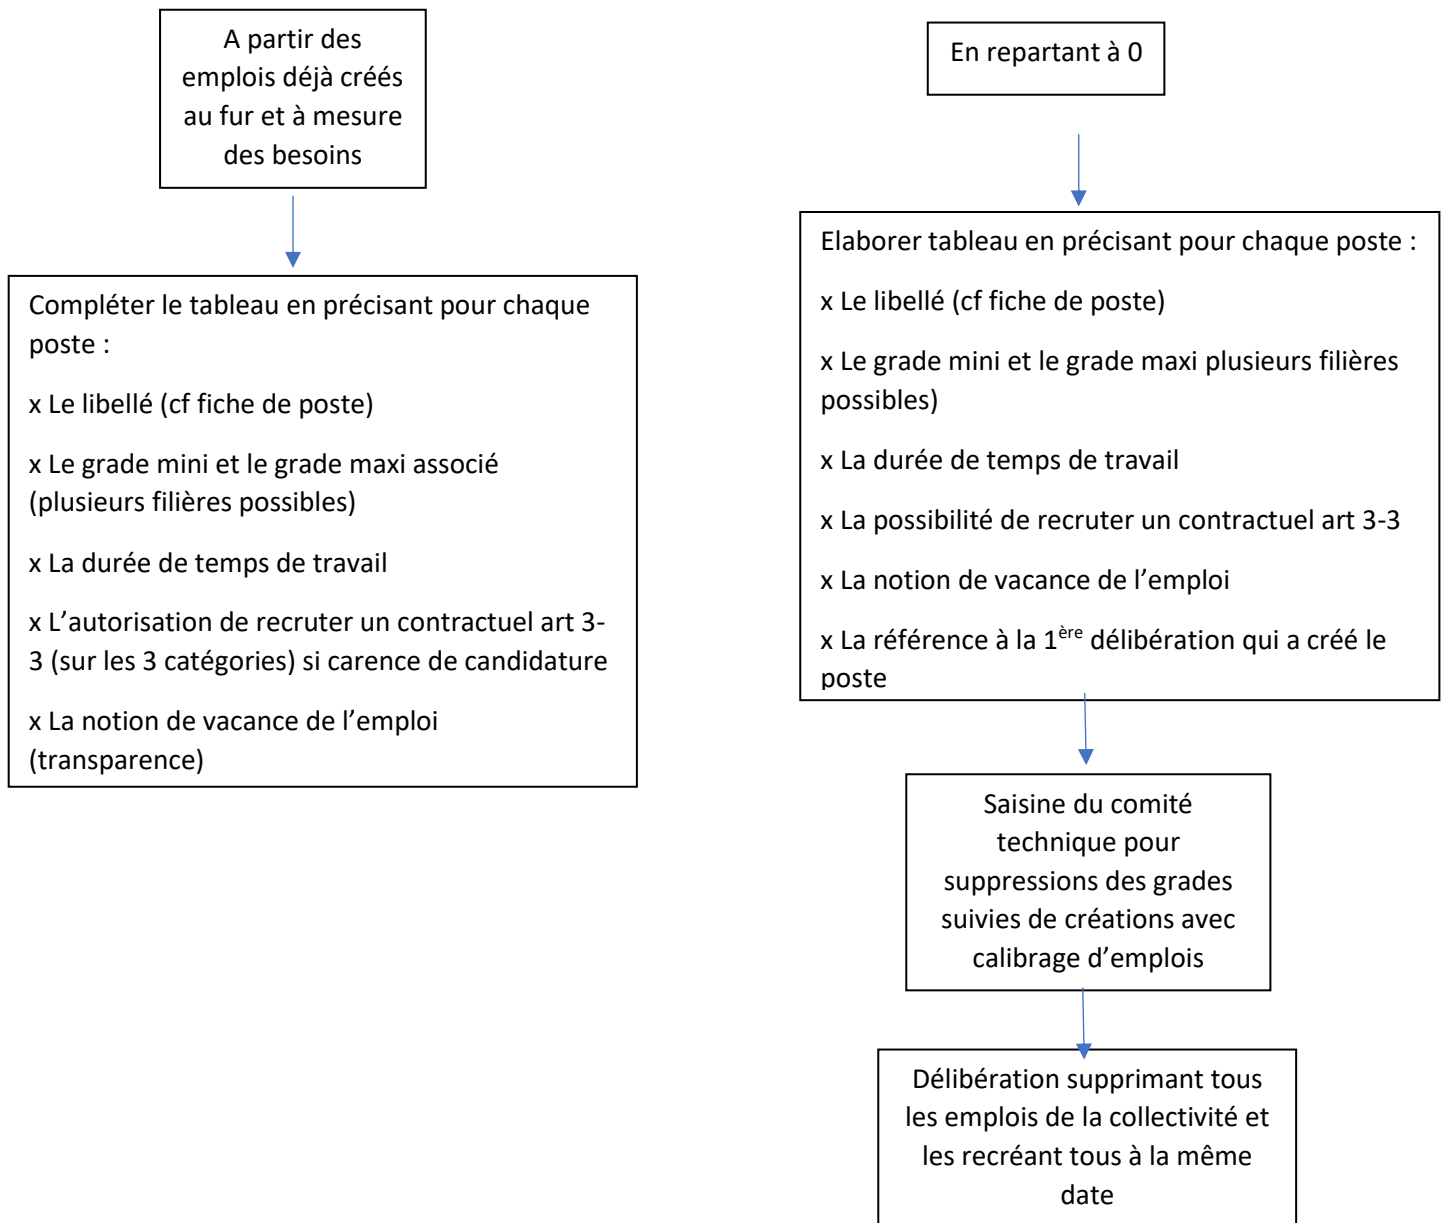 A partir des
emplois déjà créés
au fur et à mesure
des besoins
Compléter le tableau en précisant pour chaque
poste :
x Le libellé (cf fiche de poste)
x Le grade mini et le grade maxi associé
(plusieurs filières possibles)
x La durée de temps de travail
x L’autorisation de recruter un contractuel art 3-
3 (sur les 3 catégories) si carence de candidature
x La notion de vacance de l’emploi
(transparence)
En repartant à 0
Elaborer tableau en précisant pour chaque poste :
x Le libellé (cf fiche de poste)
x Le grade mini et le grade maxi plusieurs filières
possibles)
x La durée de temps de travail
x La possibilité de recruter un contractuel art 3-3
x La notion de vacance de l’emploi
x La référence à la 1ère délibération qui a créé le
poste
Saisine du comité
technique pour
suppressions des grades
suivies de créations avec
calibrage d’emplois
Délibération supprimant tous
les emplois de la collectivité et
les recréant tous à la même
date